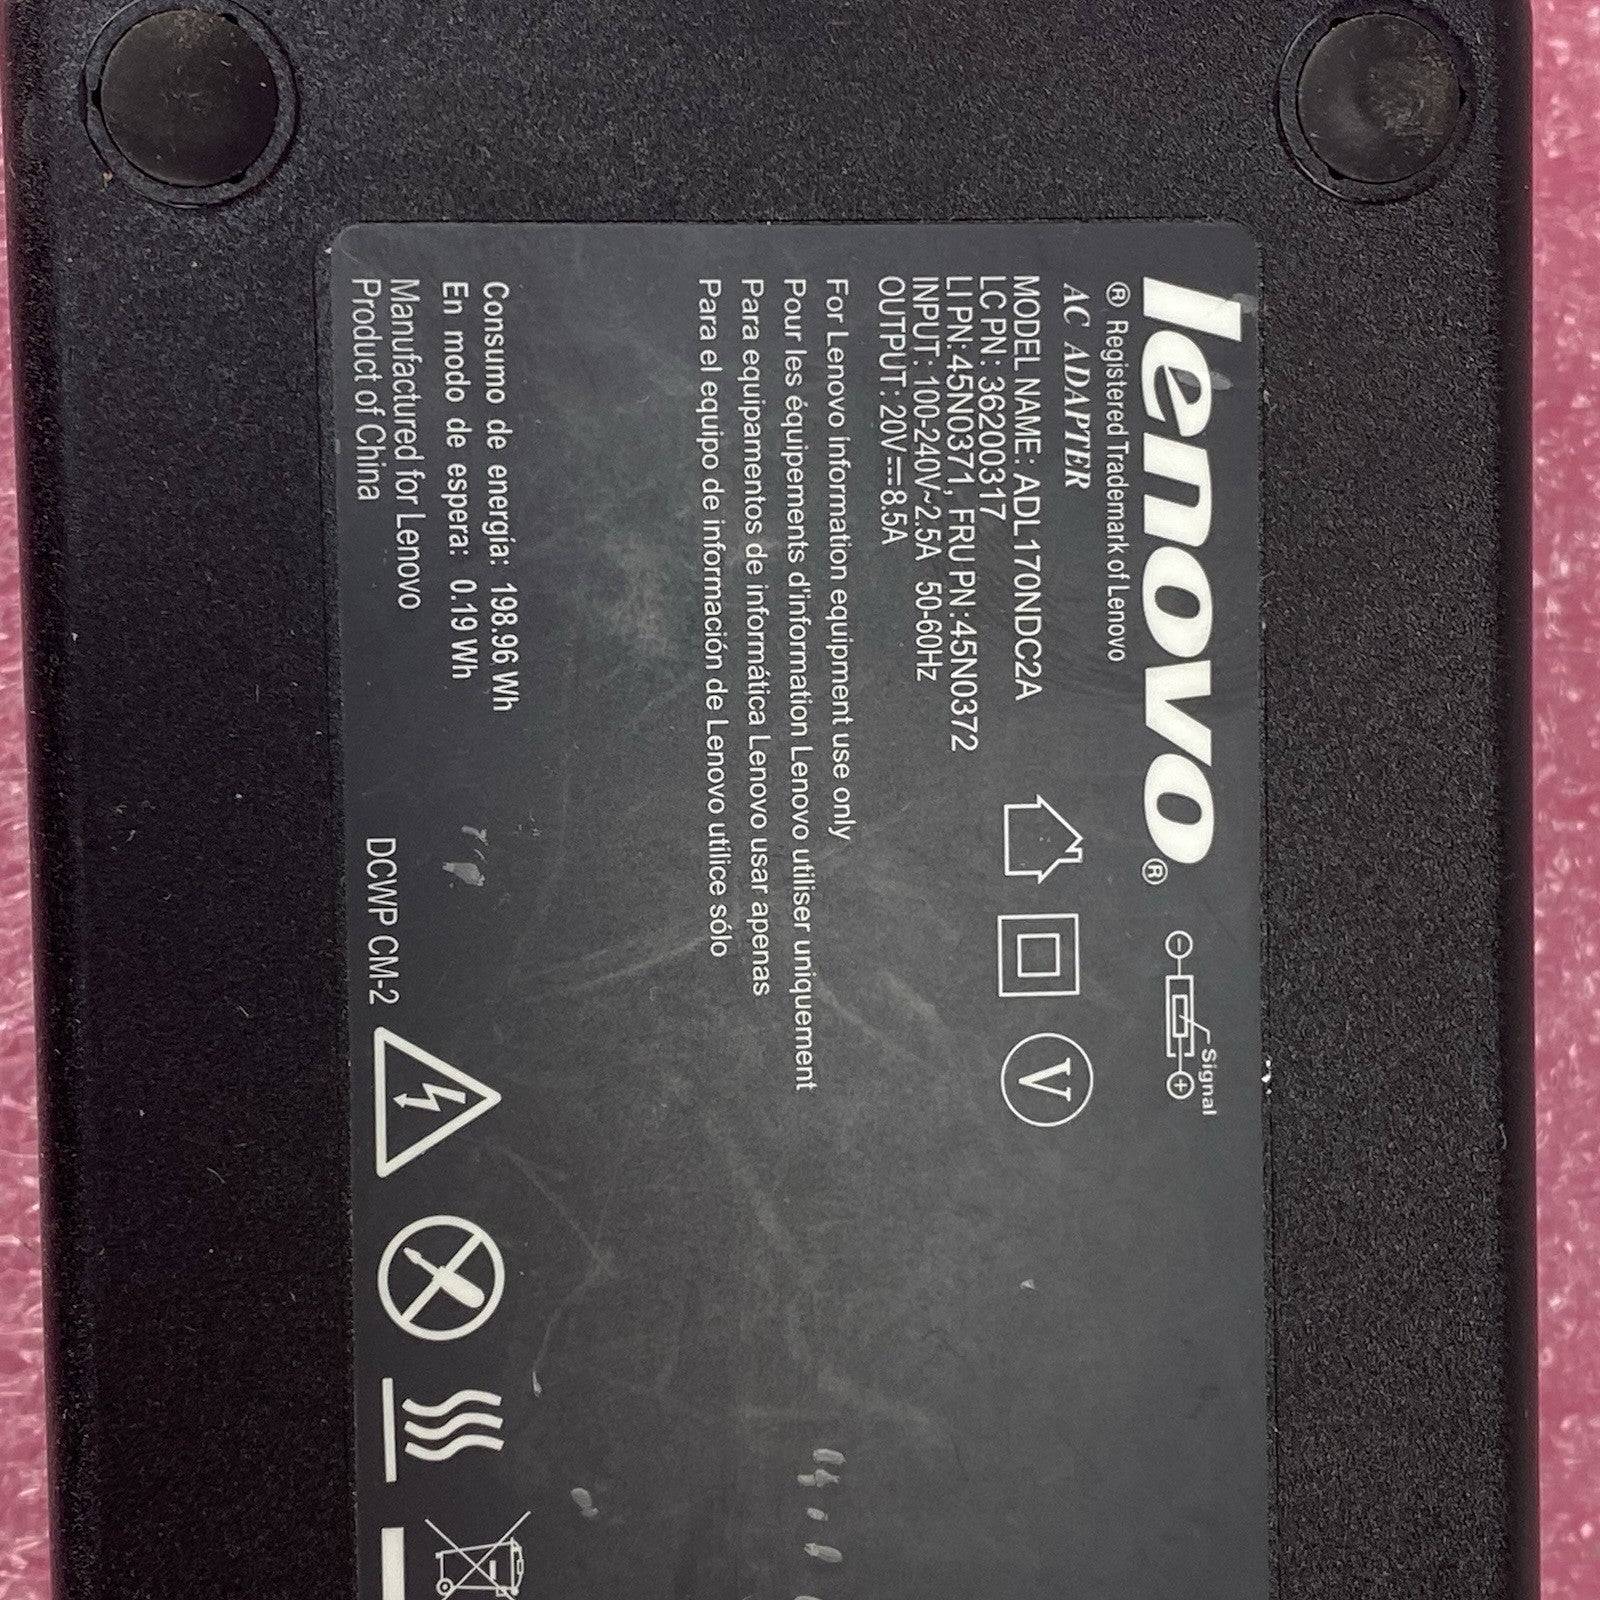 lenovo®
Signal
® Registered Trademark of Lenovo
AC ADAPTER
MODEL NAME: ADL170NDC2A
LC PN: 36200317
LI PN: 45N0371, FRU PN: 45N0372
INPUT: 100-240V~2.5A 50-60Hz
OUTPUT: 20V⎓8.5A
V
For Lenovo information equipment use only
Pour les équipements d'information Lenovo utiliser uniquement
Para equipamentos de informática Lenovo usar apenas
Para el equipo de información de Lenovo utilice sólo
Consumo de energía: 198.96 Wh
En modo de espera: 0.19 Wh
Manufactured for Lenovo
Product of China
DCWP CM-2